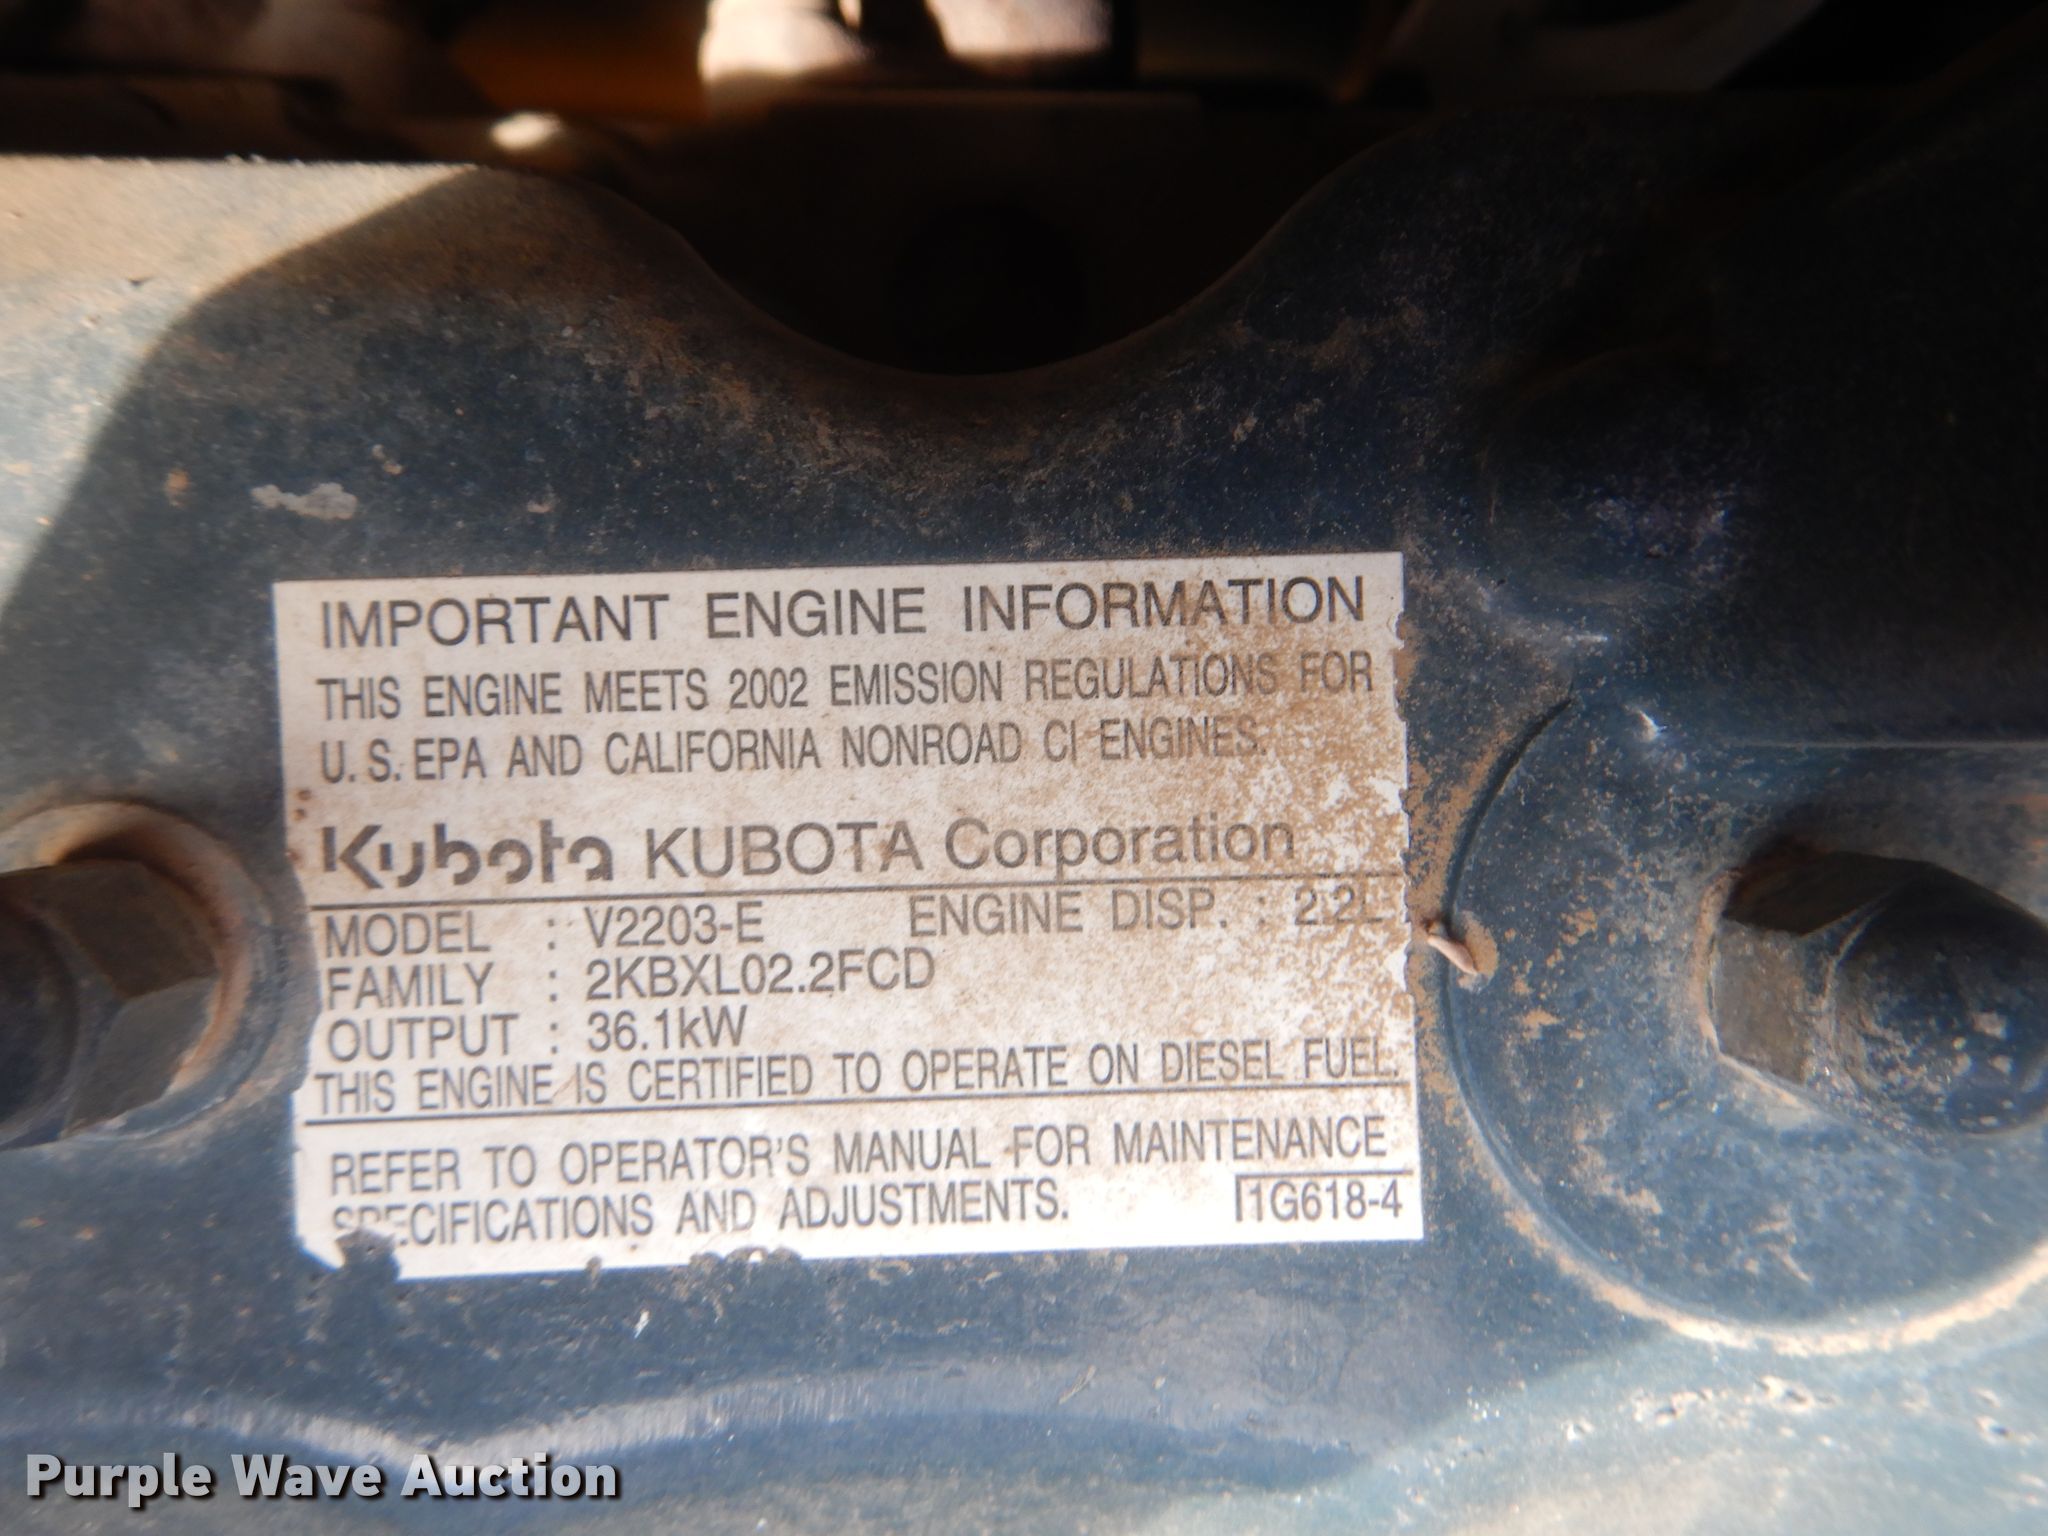 IMPORTANT ENGINE INFORMATION
THIS ENGINE MEETS 2002 EMISSION REGULATIONS FOR
U.S. EPA AND CALIFORNIA NONROAD CI ENGINES.
Kubota KUBOTA Corporation
MODEL : V2203-E ENGINE DISP. : 2.2L
FAMILY : 2KBXL02.2FCD
OUTPUT : 36.1kW
THIS ENGINE IS CERTIFIED TO OPERATE ON DIESEL FUEL.
REFER TO OPERATOR'S MANUAL FOR MAINTENANCE
SPECIFICATIONS AND ADJUSTMENTS.
1G618-4
Purple Wave Auction